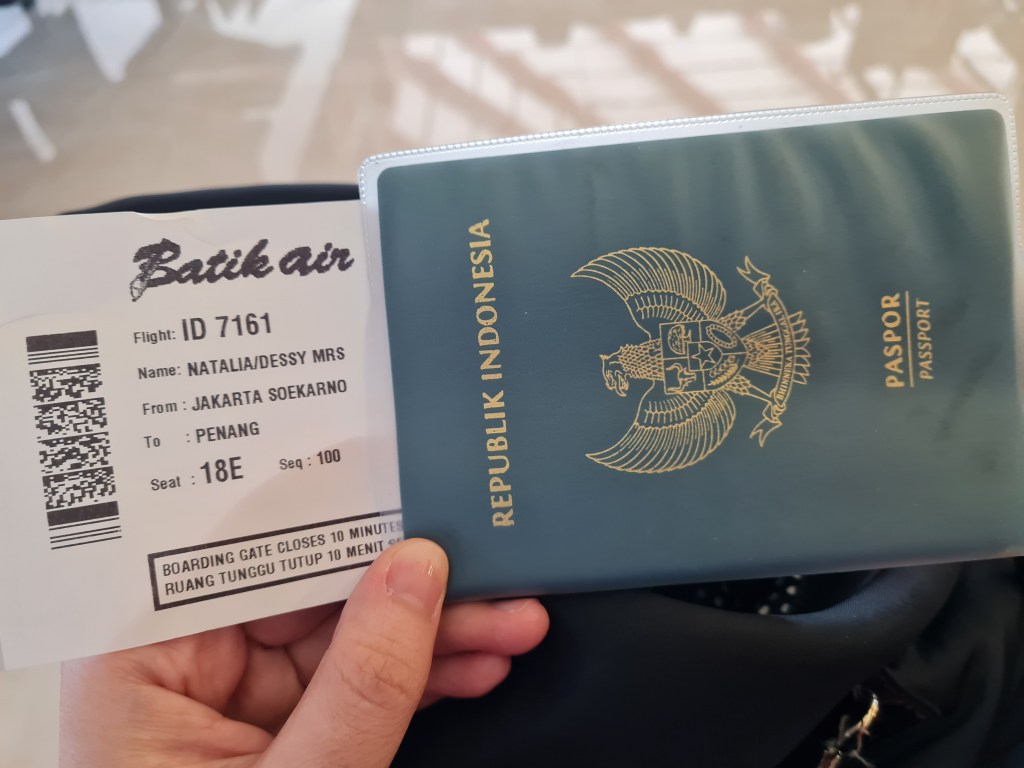 Batik air
Flight: ID 7161
Name: NATALIA/DESSY MRS
From : JAKARTA SOEKARNO
To : PENANG
Seat : 18E Seq : 100
BOARDING GATE CLOSES 10 MINUTES
RUANG TUNGGU TUTUP 10 MENIT
REPUBLIK INDONESIA
PASPOR
PASSPORT